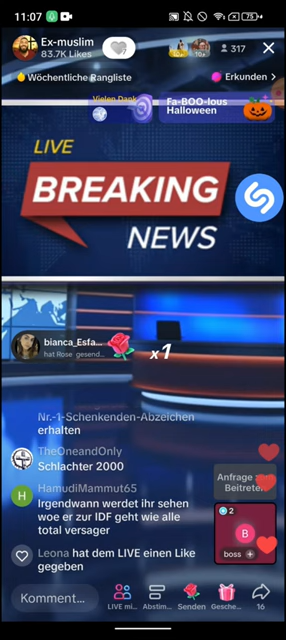 11:07
75
Ex-muslim
83.7K Likes
10+
317
Wöchentliche Rangliste
Erkunden
Vielen Dank
Fa-BOO-lous
Halloween
LIVE
BREAKING
NEWS
bianca_Esfa...
hat Rose gesend...
x1
Nr.-1-Schenkenden-Abzeichen
erhalten
TheOneandOnly
Schlachter 2000
H
HamudiMammut65
Irgendwann werdet ihr sehen
woe er zur IDF geht wie alle
total versager
Leona hat dem LIVE einen Like
gegeben
Anfrage zum
Beitreten
2
B
boss +
Komment...
LIVE mi...
Abstim...
Senden
Gesche...
16